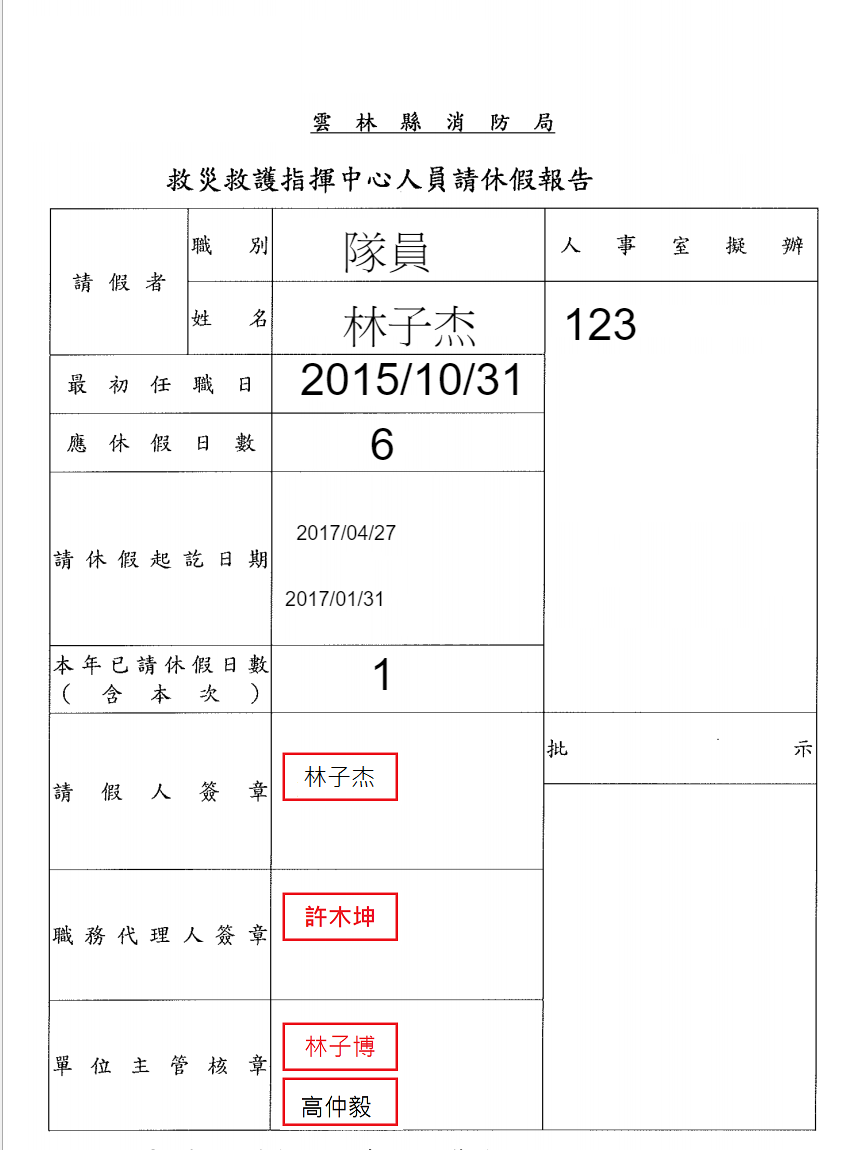 雲林縣消防局
救災救護指揮中心人員請休假報告
請假者
職別
隊員
人事室擬辦
姓名
林子杰
123
最初任職日
2015/10/31
應休假日數
6
請休假起訖日期
2017/04/27
2017/01/31
本年已請休假日數
(含本次)
1
批示
請假人簽章
林子杰
職務代理人簽章
許木坤
單位主管核章
林子博
高仲毅